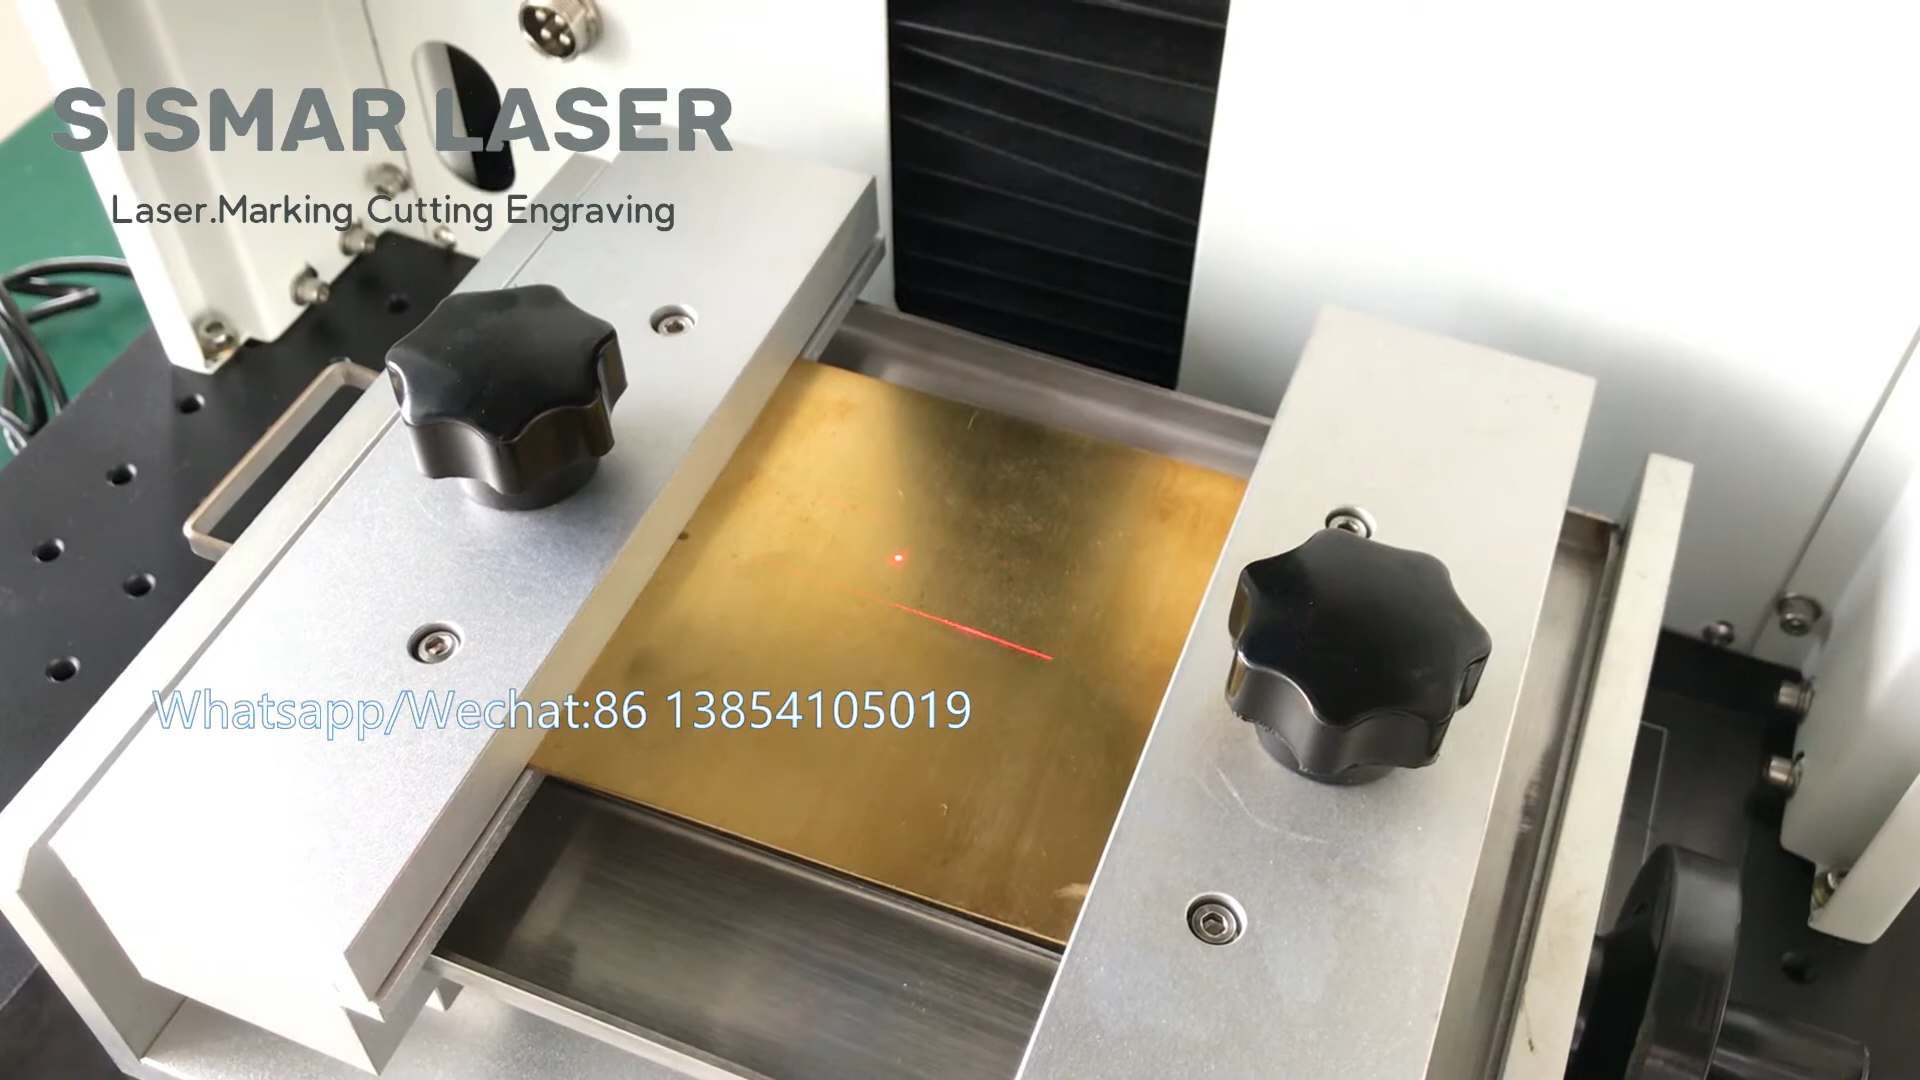 SISMAR LASER
Laser.Marking Cutting Engraving
Whatsapp/Wechat:86 13854105019